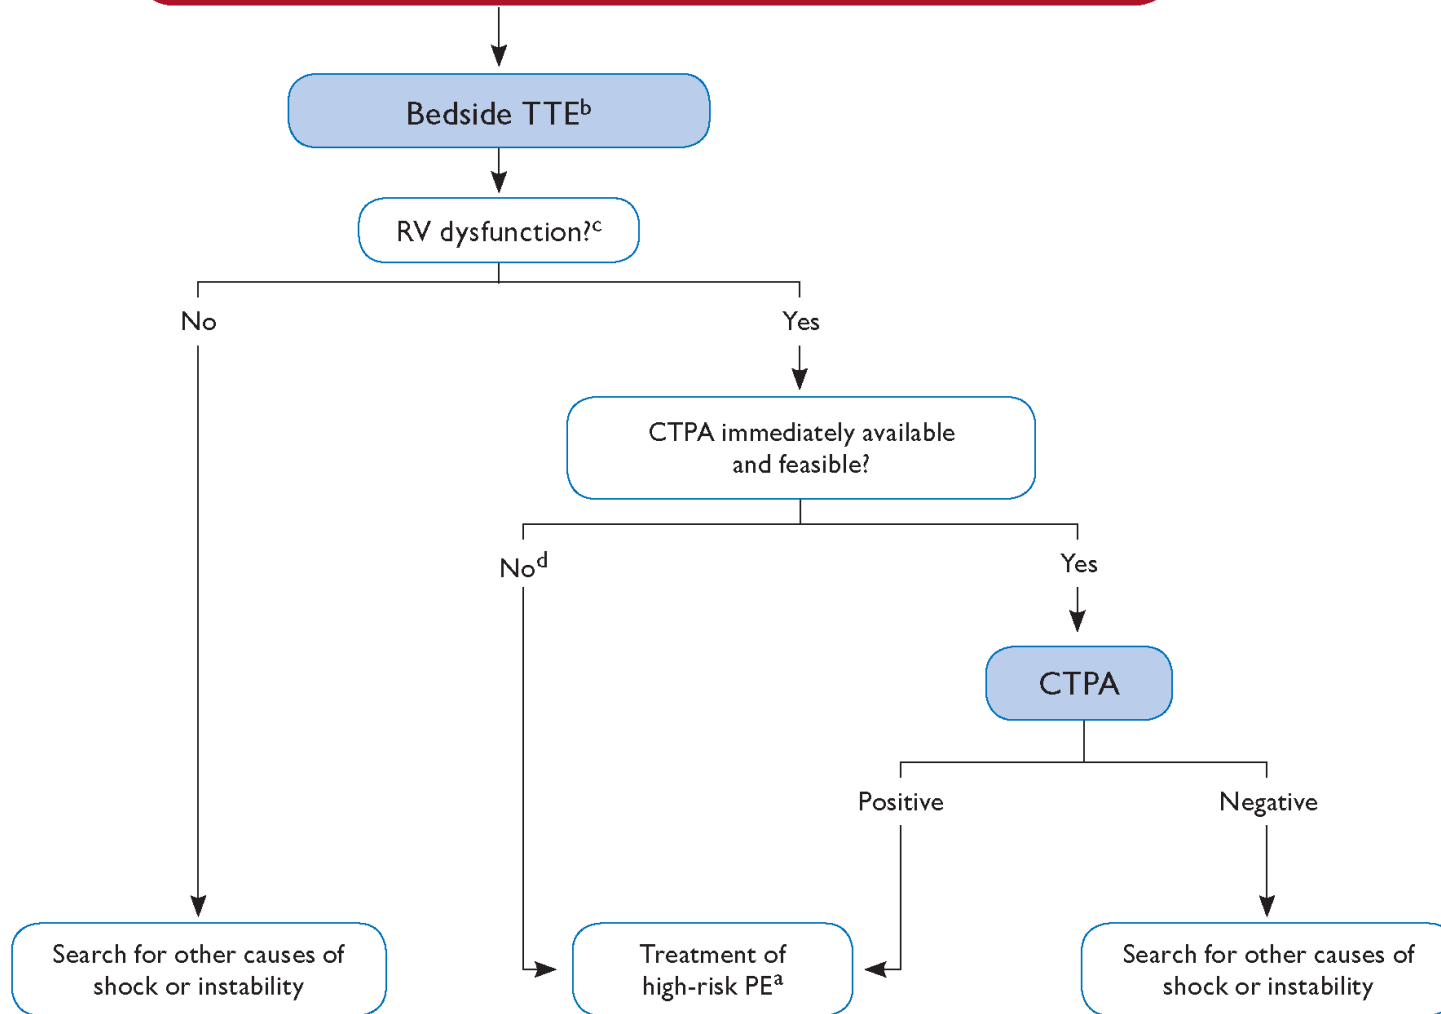 Bedside TTEb
RV dysfunction?c
No
Yes
CTPA immediately available
and feasible?
Nod
Yes
CTPA
Positive
Negative
Search for other causes of
shock or instability
Treatment of
high-risk PEa
Search for other causes of
shock or instability